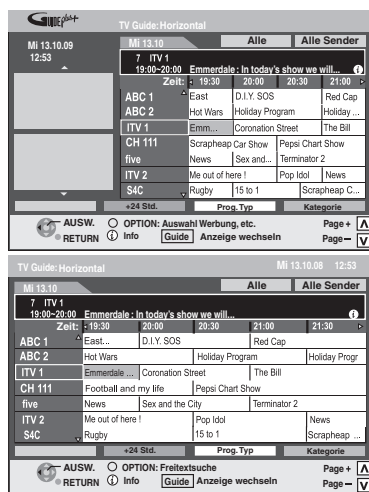 GUIDE plus+
TV Guide: Horizontal
Mi 13.10.09
12:53
Mi 13.10
Alle
Alle Sender
7 ITV 1
19:00~20:00 Emmerdale : In today's show we will...
Zeit: 19:30 20:00 20:30 21:00
ABC 1 East D.I.Y. SOS Red Cap
ABC 2 Hot Wars Holiday Program Holiday ...
ITV 1 Emm... Coronation Street The Bill
CH 111 Scrapheap Car Show Pepsi Chart Show
five News Sex and... Terminator 2
ITV 2 Me out of here ! Pop Idol News
S4C Rugby 15 to 1 Scrapheap C...
+24 Std. Prog.Typ Kategorie
AUSW. OPTION: Auswahl Werbung, etc. Page +
RETURN i Info Guide Anzeige wechseln Page −
TV Guide: Horizontal
Mi 13.10.08 12:53
Mi 13.10
Alle
Alle Sender
7 ITV 1
19:00~20:00 Emmerdale : In today's show we will...
Zeit: 19:30 20:00 20:30 21:00 21:30
ABC 1 East... D.I.Y. SOS Red Cap
ABC 2 Hot Wars Holiday Program Holiday Progr
ITV 1 Emmerdale ... Coronation Street The Bill
CH 111 Football and my life Pepsi Chart Show
five News Sex and the City Terminator 2
ITV 2 Me out of here ! Pop Idol News
S4C Rugby 15 to 1 Scrapheap ...
+24 Std. Prog.Typ Kategorie
AUSW. OPTION: Freitextsuche Page +
RETURN i Info Guide Anzeige wechseln Page −